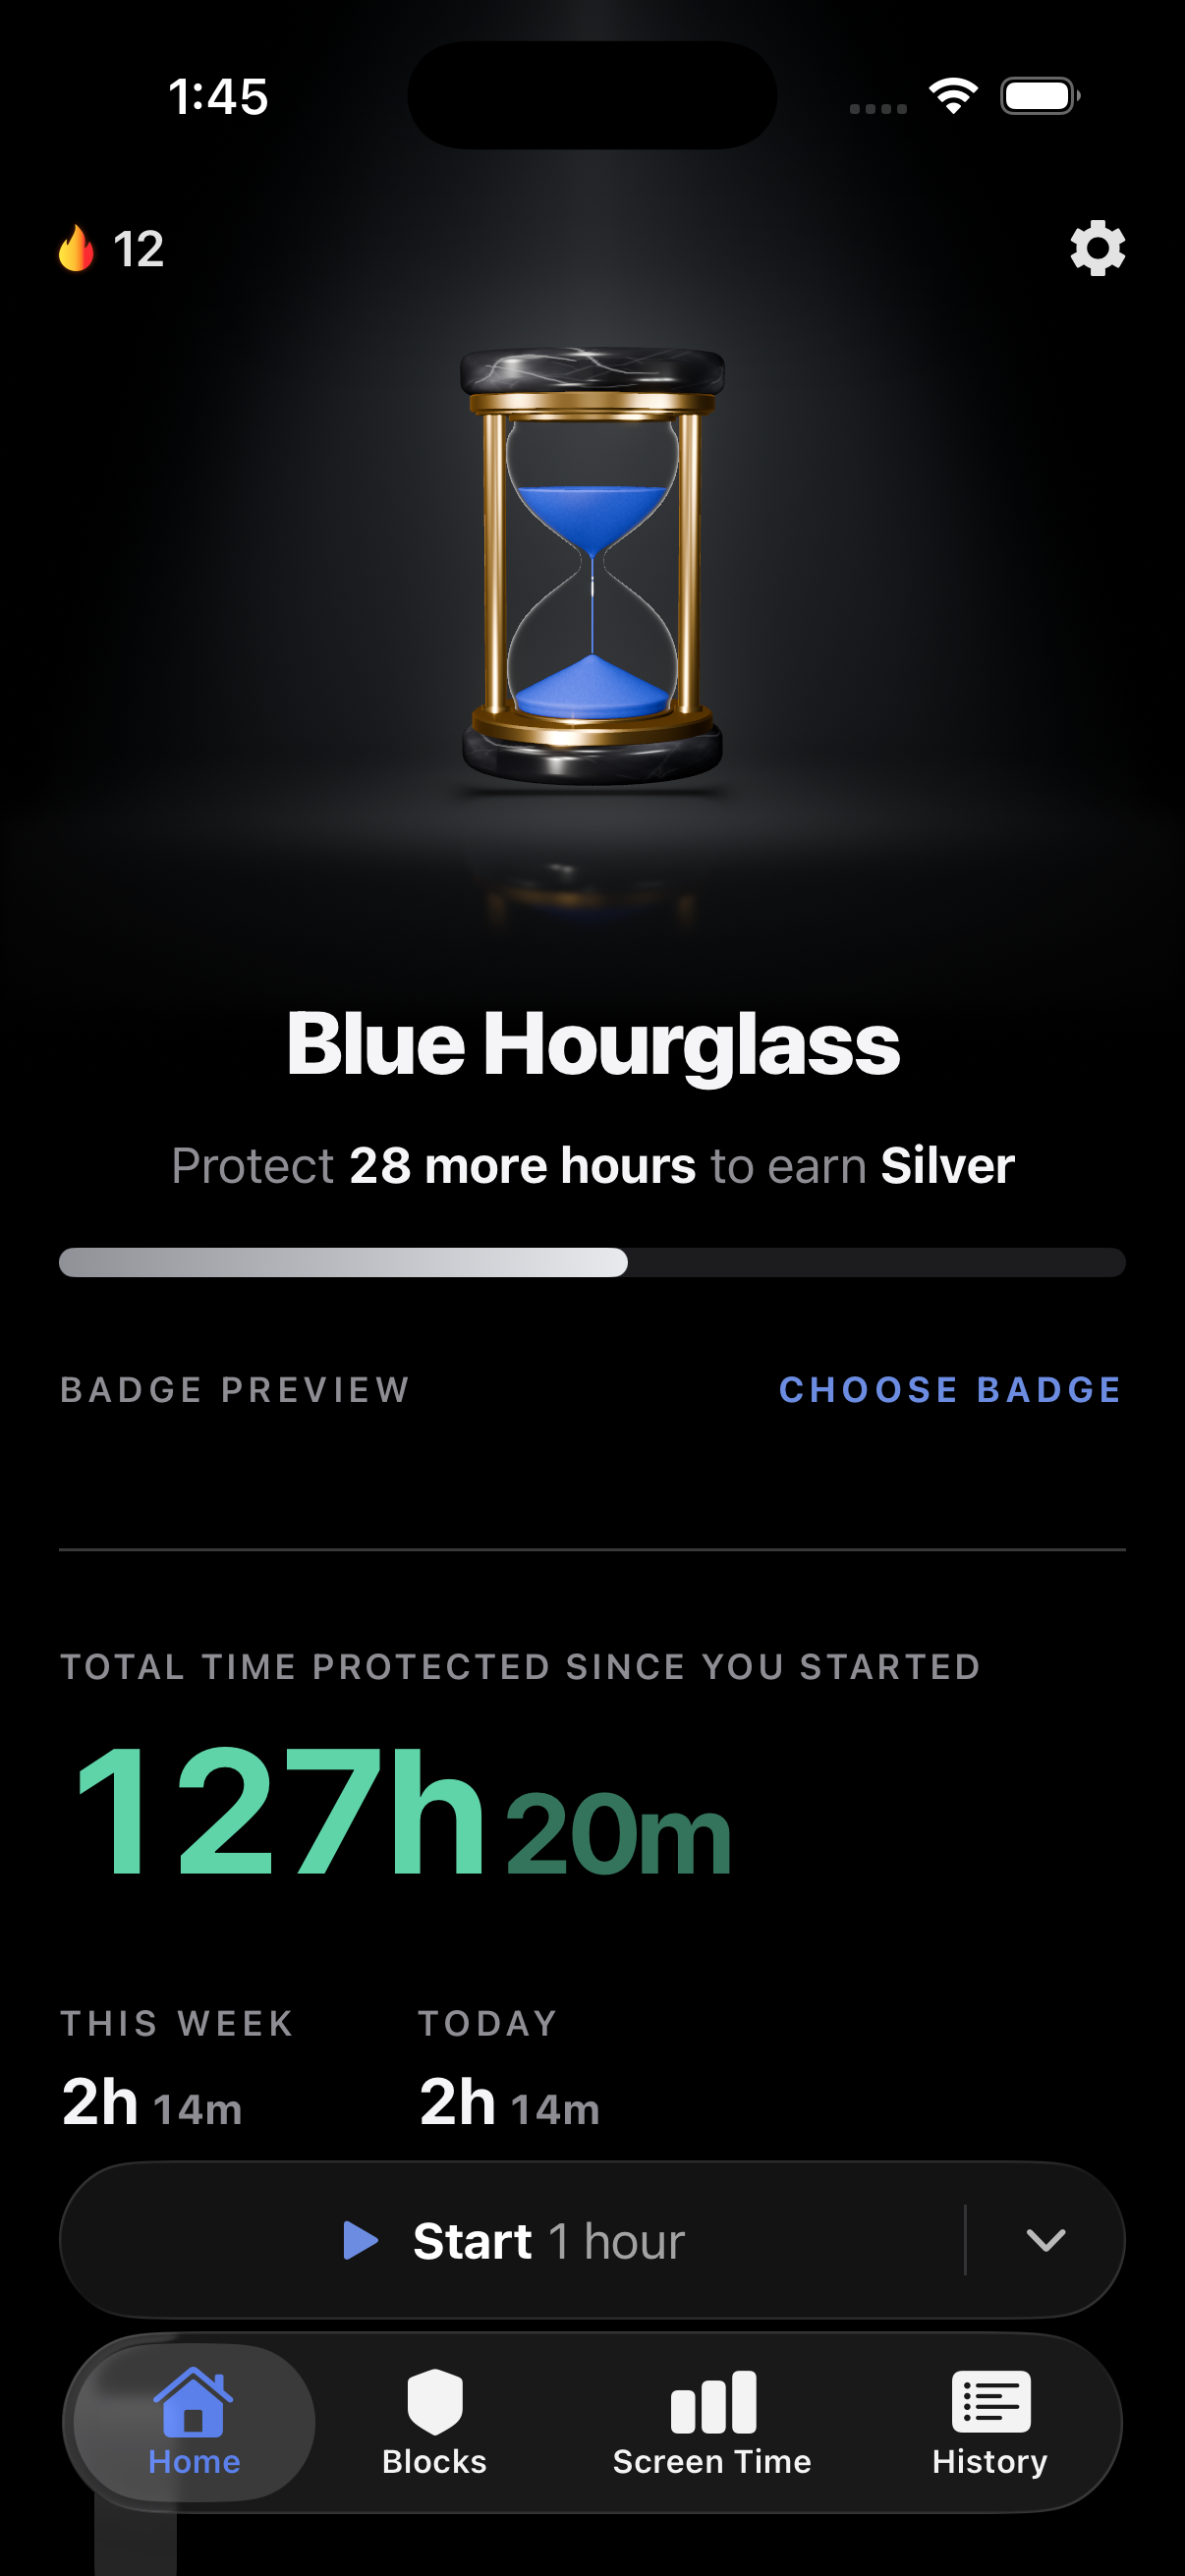 1:45
12
Blue Hourglass
Protect 28 more hours to earn Silver
BADGE PREVIEW
CHOOSE BADGE
TOTAL TIME PROTECTED SINCE YOU STARTED
127h 20m
THIS WEEK
TODAY
2h 14m
2h 14m
Start 1 hour
Home
Blocks
Screen Time
History